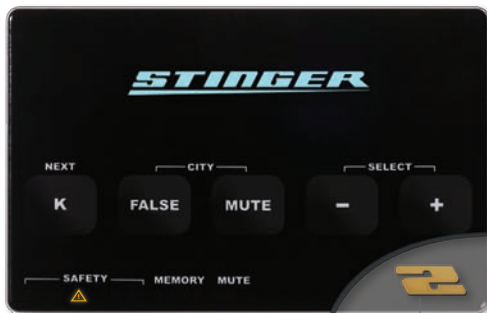 STINGER
NEXT CITY SELECT
K FALSE MUTE - +
SAFETY MEMORY MUTE